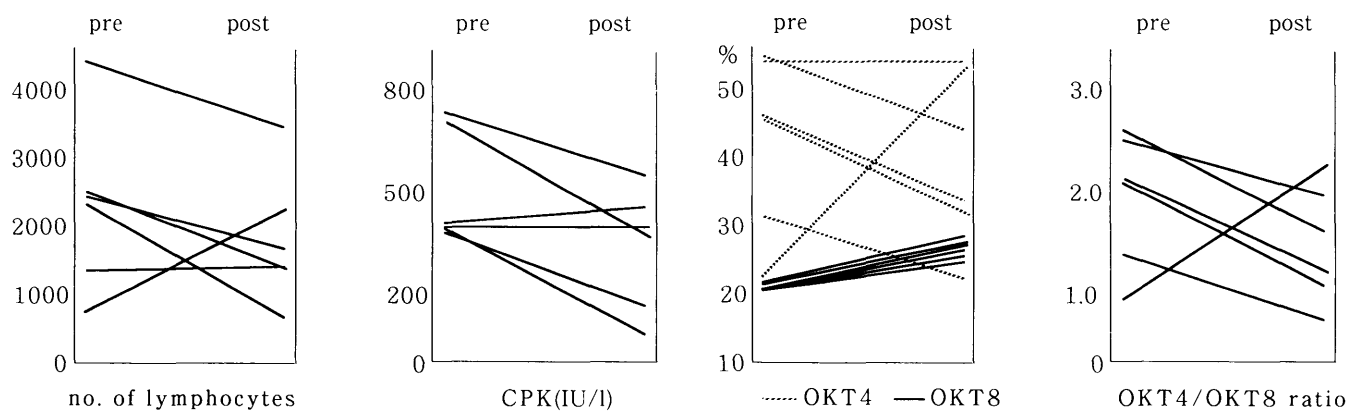 pre post
4000
3000
2000
1000
0
no. of lymphocytes
pre post
800
500
200
0
CPK(IU/l)
pre post
%
50
40
30
20
10
OKT4 OKT8
pre post
3.0
2.0
1.0
0
OKT4/OKT8 ratio